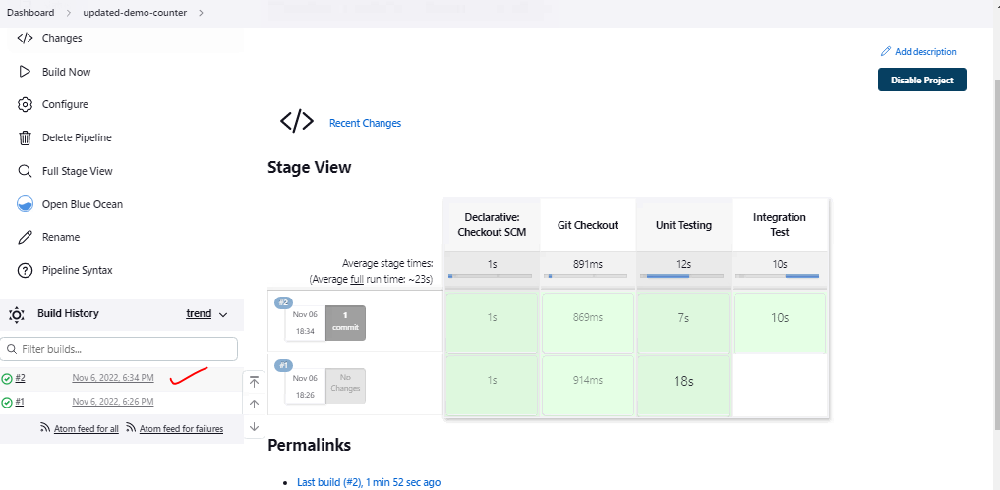 Dashboard > updated-demo-counter >
Changes
Build Now
Configure
Delete Pipeline
Full Stage View
Open Blue Ocean
Rename
Pipeline Syntax
Build History trend
Filter builds...
#2 Nov 6, 2022, 6:34 PM
#1 Nov 6, 2022, 6:26 PM
Atom feed for all Atom feed for failures
Add description
Disable Project
</> Recent Changes
Stage View
Declarative:
Checkout SCM
Git Checkout
Unit Testing
Integration
Test
Average stage times:
(Average full run time: ~23s)
1s 891ms 12s 10s
#2
Nov 06
18:34
1
commit
1s 869ms 7s 10s
#1
Nov 06
18:26
No
Changes
1s 914ms 18s
Permalinks
Last build (#2), 1 min 52 sec ago